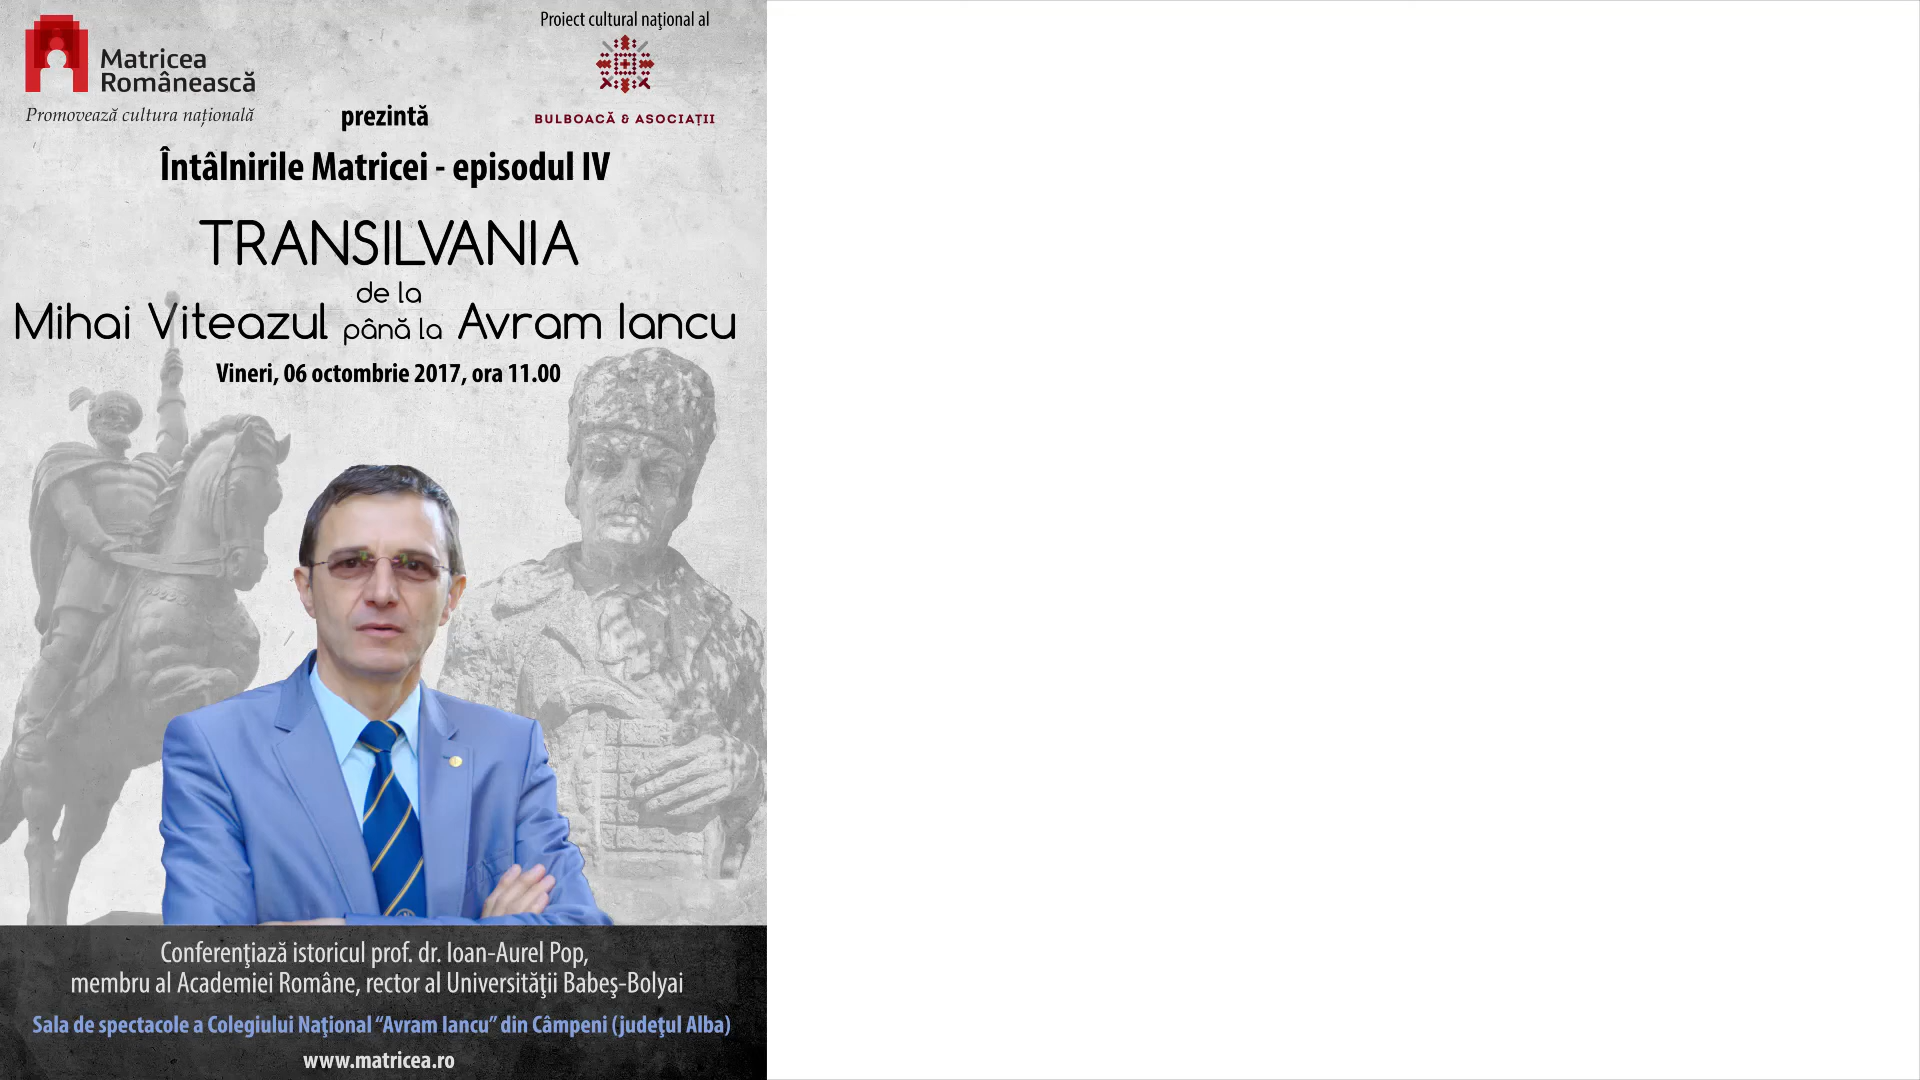 Matricea
Românească
Promovează cultura națională
prezintă
Proiect cultural naţional al
BULBOACĂ & ASOCIAȚII
Întâlnirile Matricei - episodul IV
TRANSILVANIA
de la
Mihai Viteazul până la Avram Iancu
Vineri, 06 octombrie 2017, ora 11.00
Conferenţiază istoricul prof. dr. Ioan-Aurel Pop,
membru al Academiei Române, rector al Universităţii Babeş-Bolyai
Sala de spectacole a Colegiului Naţional “Avram Iancu” din Câmpeni (judeţul Alba)
www.matricea.ro